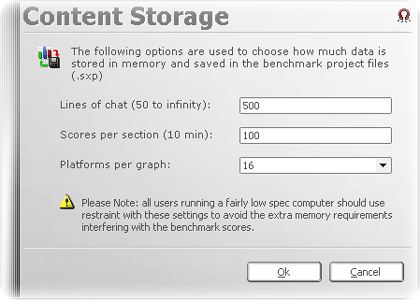 Content Storage
The following options are used to choose how much data is
stored in memory and saved in the benchmark project files
(.sxp)
Lines of chat (50 to infinity): 500
Scores per section (10 min): 100
Platforms per graph: 16
Please Note: all users running a fairly low spec computer should use
restraint with these settings to avoid the extra memory requirements
interfering with the benchmark scores.
Ok Cancel